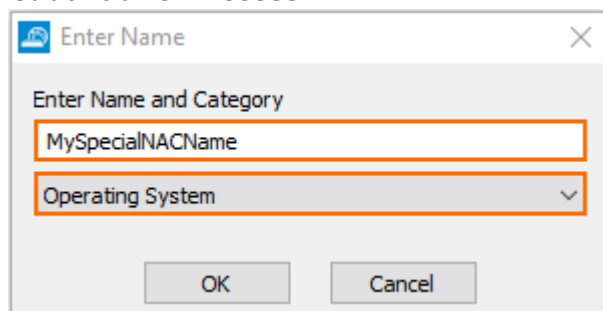 Enter Name
Enter Name and Category
MySpecialNACName
Operating System
OK
Cancel